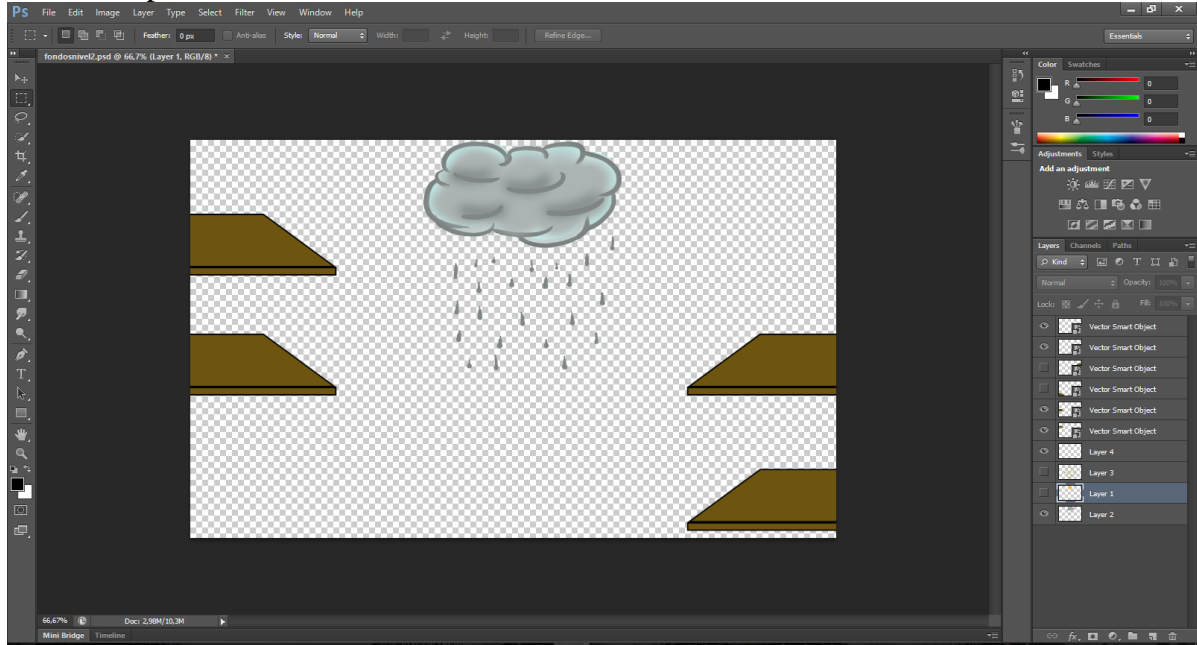 Ps File Edit Image Layer Type Select Filter View Window Help
Feather: 0 px Anti-alias Style: Normal Width: Height: Refine Edge... Essentials
fondosnivel2.psd @ 66,7% (Layer 1, RGB/8) * ×
Color Swatches
R 0
G 0
B 0
Adjustments Styles
Add an adjustment
Layers Channels Paths
Kind
Normal Opacity: 100%
Lock: Fill: 100%
Vector Smart Object
Vector Smart Object
Vector Smart Object
Vector Smart Object
Vector Smart Object
Vector Smart Object
Layer 4
Layer 3
Layer 1
Layer 2
66,67% Doc: 2,98M/10,3M
Mini Bridge Timeline